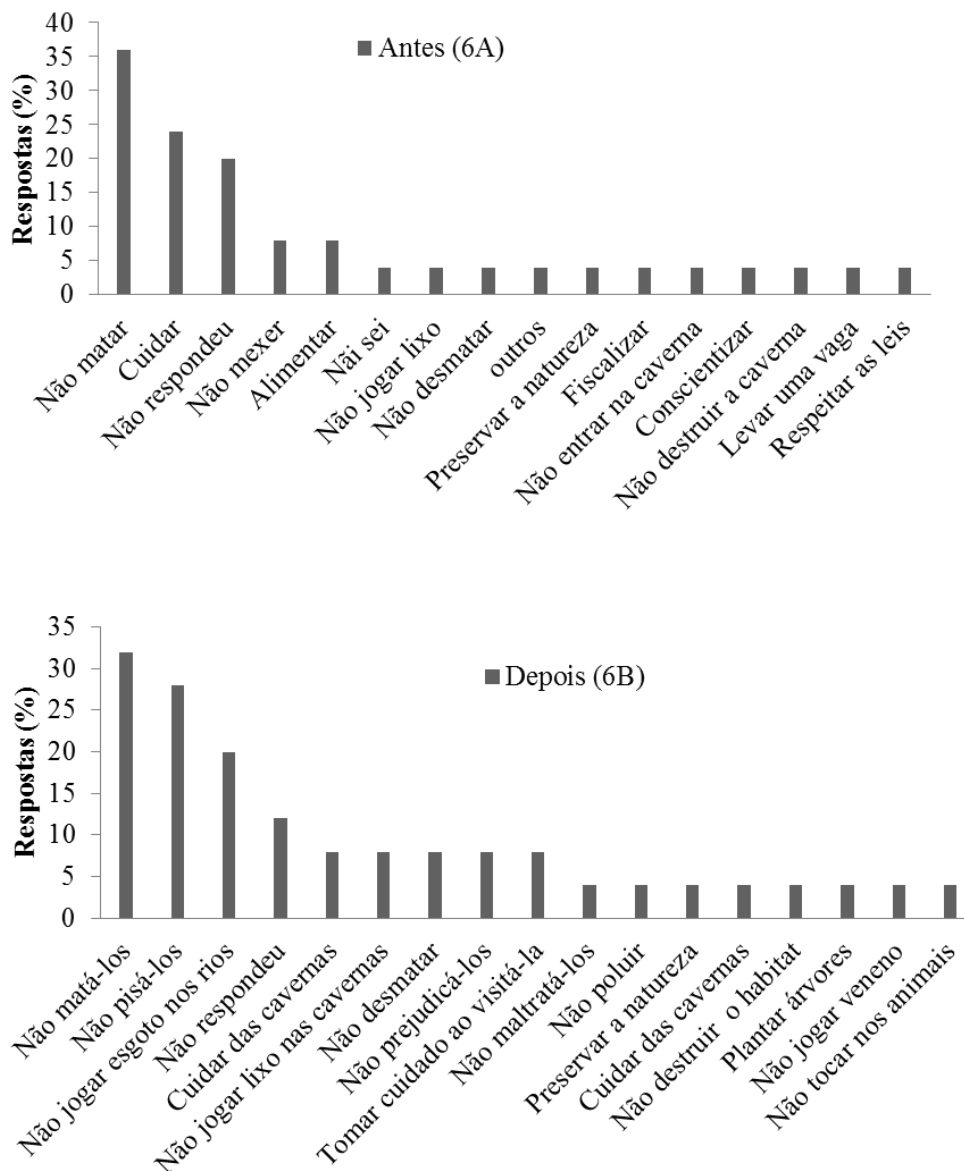 Respostas (%)
40
35
30
25
20
15
10
5
0
Antes (6A)
Não matar
Cuidar
Não respondeu
Não mexer
Alimentar
Näi sei
Não jogar lixo
Não desmatar
outros
Preservar a natureza
Fiscalizar
Não entrar na caverna
Conscientizar
Não destruir a caverna
Levar uma vaga
Respeitar as leis
Respostas (%)
35
30
25
20
15
10
5
0
Depois (6B)
Não matá-los
Não pisá-los
Não jogar esgoto nos rios
Não respondeu
Cuidar das cavernas
Não jogar lixo nas cavernas
Não desmatar
Não prejudicá-los
Tomar cuidado ao visitá-la
Não maltratá-los
Não poluir
Preservar a natureza
Cuidar das cavernas
Não destruir o habitat
Plantar árvores
Não jogar veneno
Não tocar nos animais